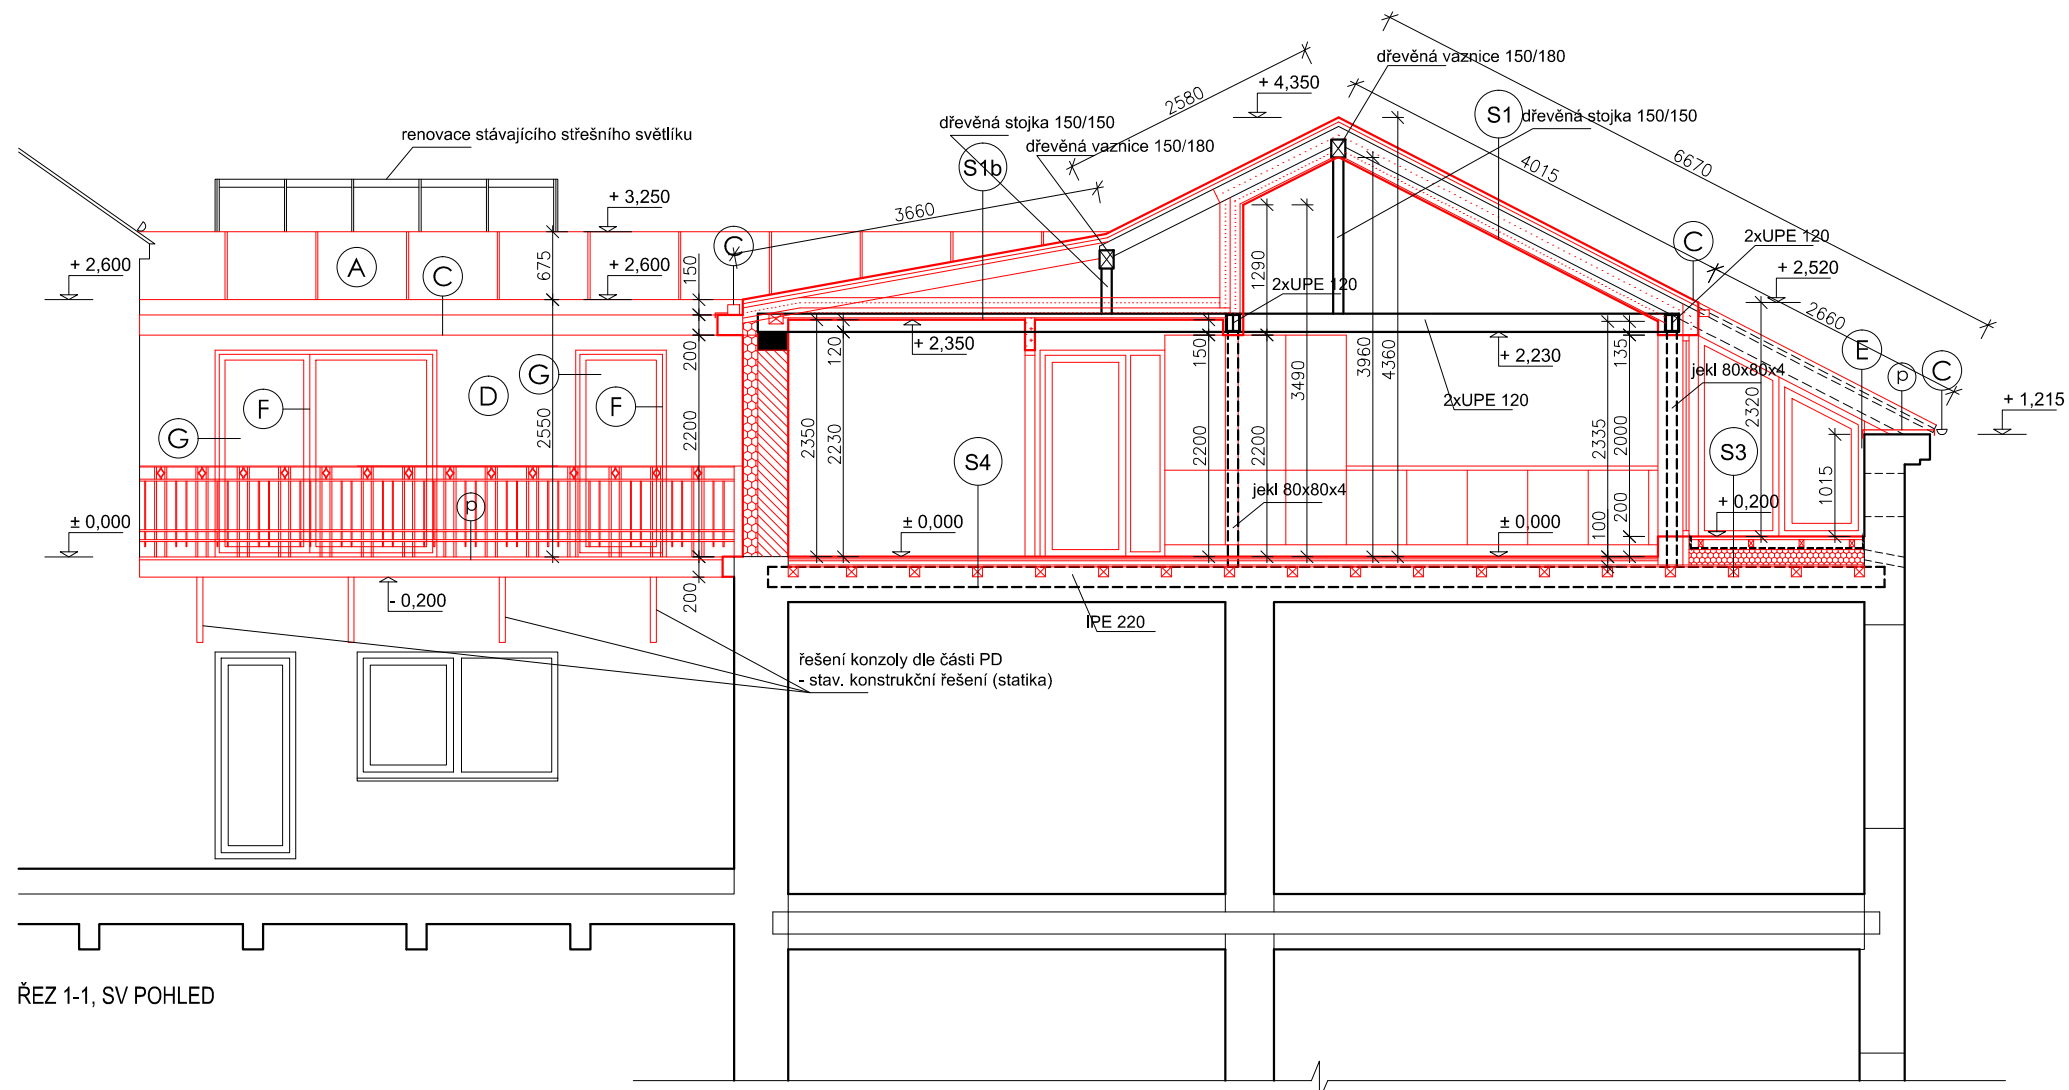 dřevěná vaznice 150/180
2580
+ 4,350
S1
dřevěná stojka 150/150
dřevěná stojka 150/150
renovace stávajícího střešního světlíku
dřevěná vaznice 150/180
S1b
4015
6670
+ 3,250
3660
C
C
2xUPE 120
+ 2,600
A
C
675
+ 2,600
150
1290
2xUPE 120
+ 2,520
2660
200
120
+ 2,350
150
3490
3960
4360
+ 2,230
135
E
p
C
jekl 80x80x4
G
F
D
G
F
2xUPE 120
2320
+ 1,215
2550
2200
2350
2230
2200
2200
2335
2000
S4
S3
1015
jekl 80x80x4
p
+ 0,200
± 0,000
± 0,000
± 0,000
100
200
- 0,200
200
IPE 220
řešení konzoly dle části PD
- stav. konstrukční řešení (statika)
ŘEZ 1-1, SV POHLED